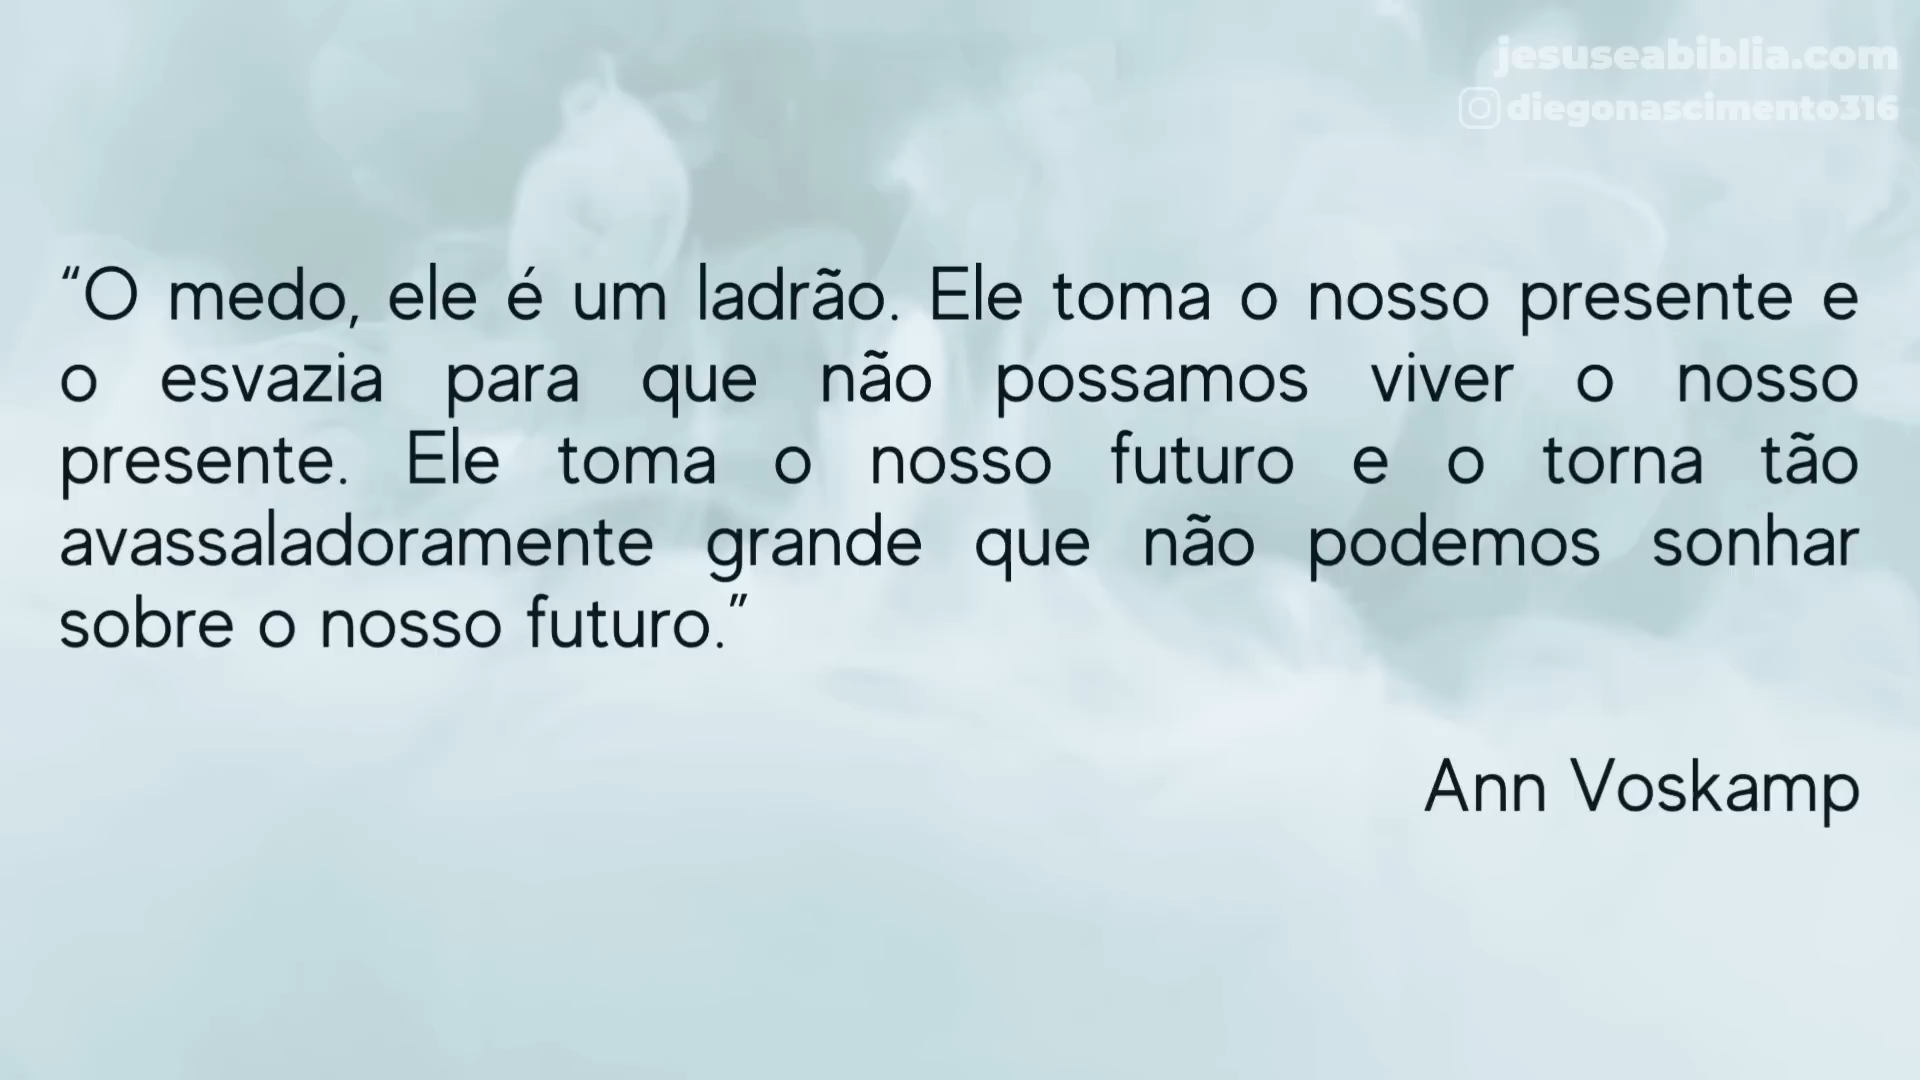 jesuseabiblia.com
diegonascimento316
“O medo, ele é um ladrão. Ele toma o nosso presente e
o esvazia para que não possamos viver o nosso
presente. Ele toma o nosso futuro e o torna tão
avassaladoramente grande que não podemos sonhar
sobre o nosso futuro.”
Ann Voskamp